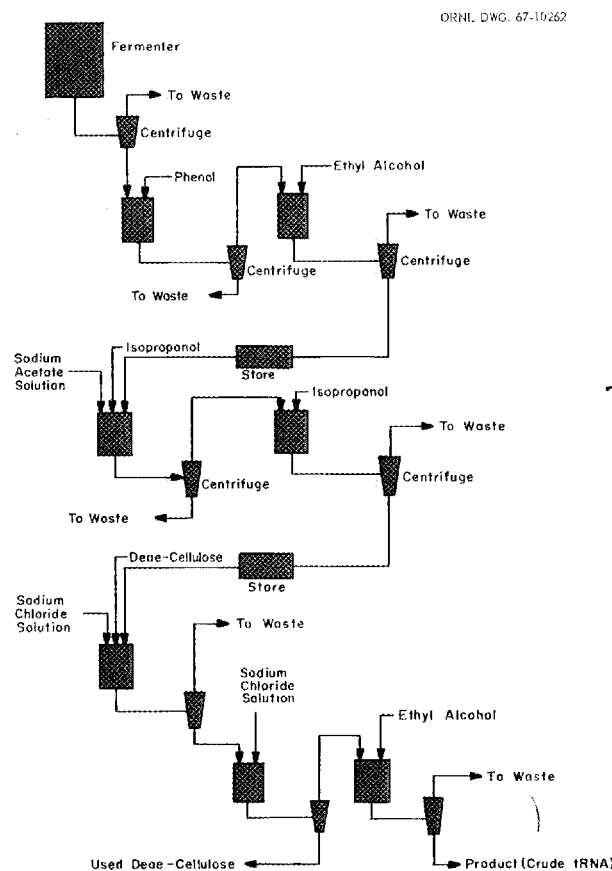 ORNL DWG. 67-10262
Fermenter
To Waste
Centrifuge
Phenol
Ethyl Alcohol
To Waste
Centrifuge
Centrifuge
To Waste
Isopropanol
Sodium
Acetate
Solution
Store
Isopropanol
To Waste
Centrifuge
Centrifuge
To Waste
Deae-Cellulose
Store
Sodium
Chloride
Solution
To Waste
Sodium
Chloride
Solution
Ethyl Alcohol
To Waste
Used Deae-Cellulose
Product (Crude tRNA)